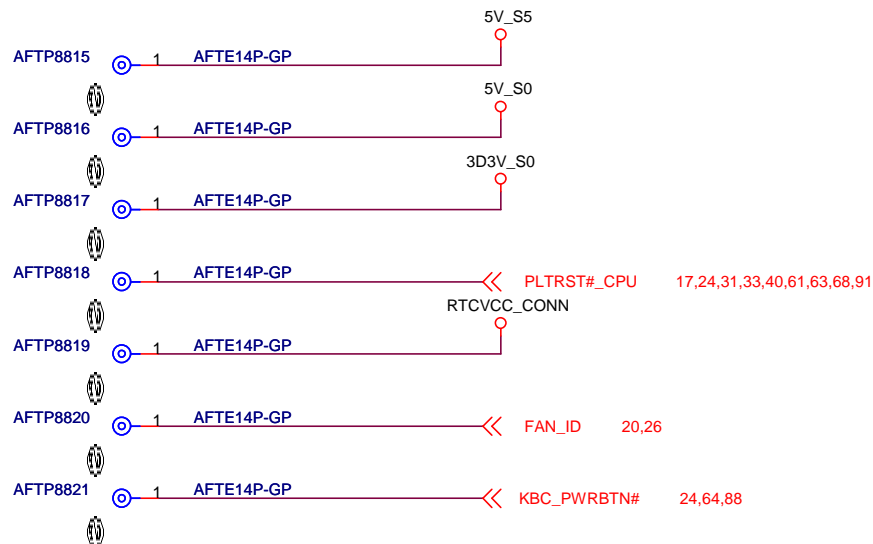 5V_S5
AFTP8815 1 AFTE14P-GP
5V_S0
AFTP8816 1 AFTE14P-GP
3D3V_S0
AFTP8817 1 AFTE14P-GP
AFTP8818 1 AFTE14P-GP PLTRST#_CPU 17,24,31,33,40,61,63,68,91
RTCVCC_CONN
AFTP8819 1 AFTE14P-GP
AFTP8820 1 AFTE14P-GP FAN_ID 20,26
AFTP8821 1 AFTE14P-GP KBC_PWRBTN# 24,64,88